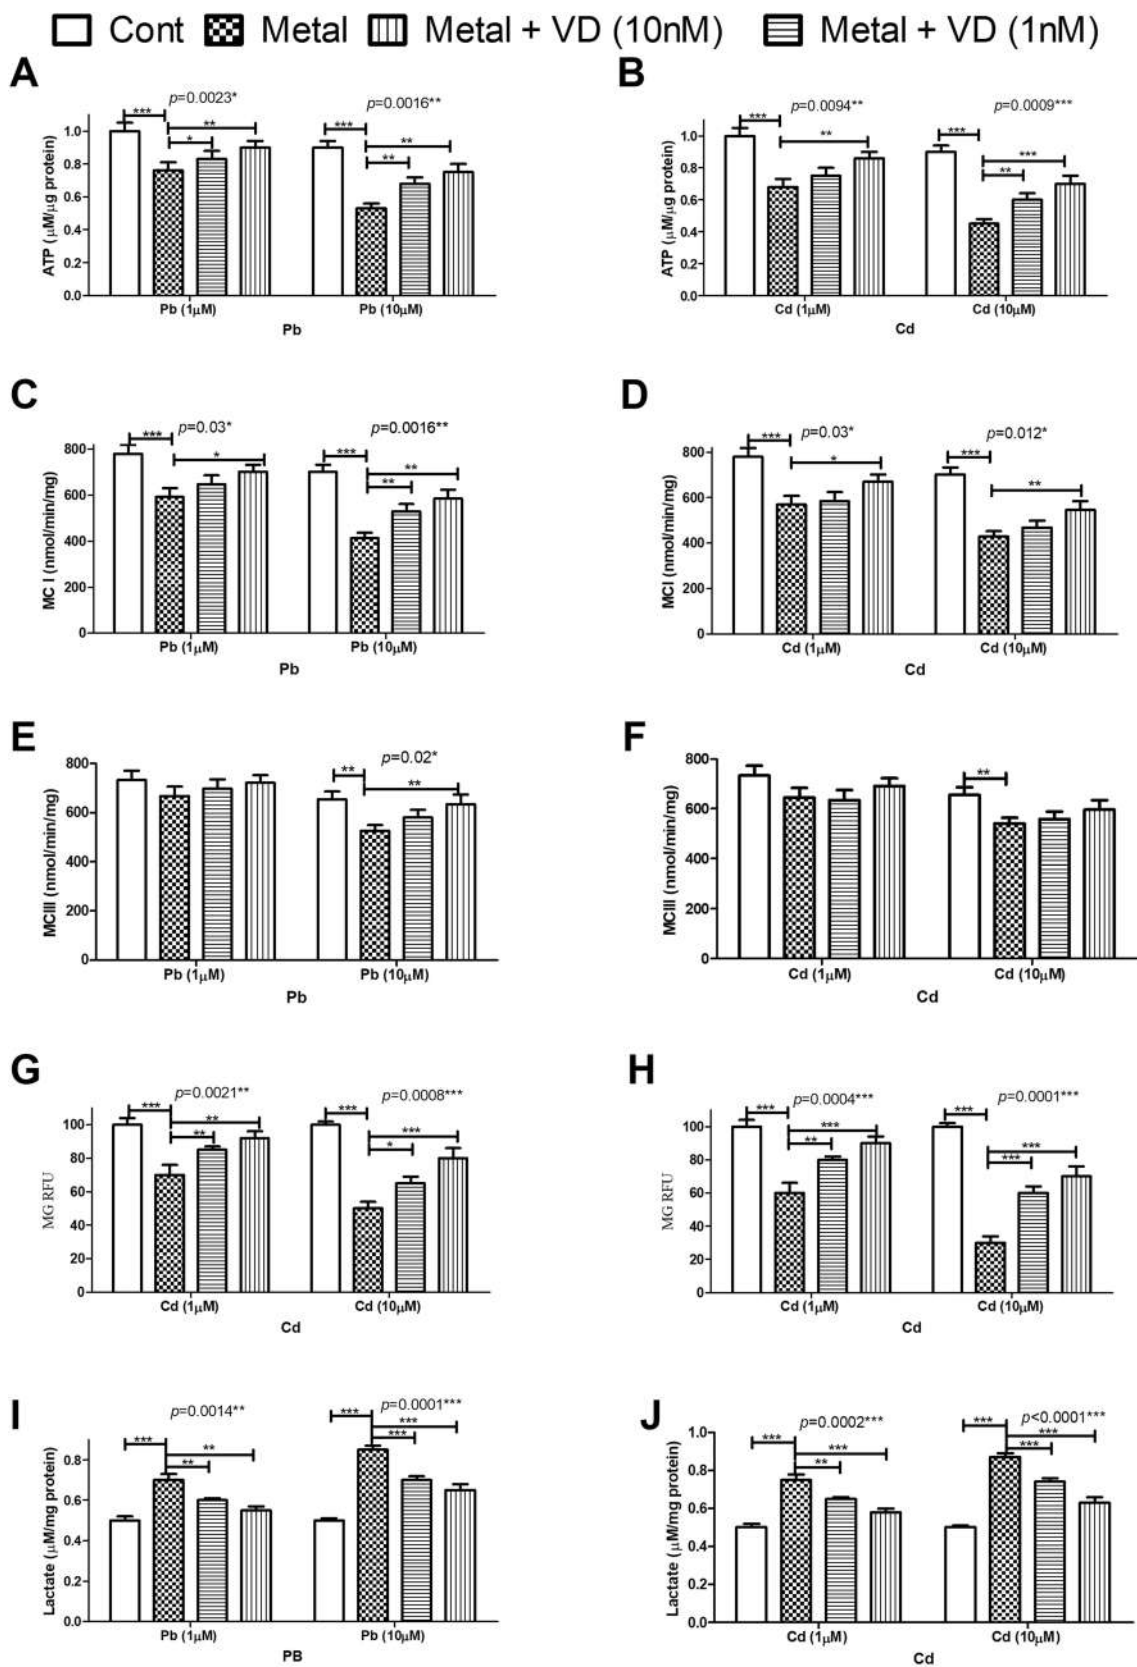 Cont Metal Metal + VD (10nM) Metal + VD (1nM)
A
p=0.0023*
p=0.0016**
***
**
*
***
**
**
ATP (μM/μg protein)
1.0
0.8
0.6
0.4
0.2
0.0
Pb (1μM)
Pb (10μM)
Pb
B
p=0.0094**
p=0.0009***
***
**
***
***
**
ATP (μM/μg protein)
1.0
0.8
0.6
0.4
0.2
0.0
Cd (1μM)
Cd (10μM)
Cd
C
p=0.03*
p=0.0016**
***
*
***
**
**
MC I (nmol/min/mg)
800
600
400
200
0
Pb (1μM)
Pb (10μM)
Pb
D
p=0.03*
p=0.012*
***
*
***
**
MCI (nmol/min/mg)
800
600
400
200
0
Cd (1μM)
Cd (10μM)
Cd
E
p=0.02*
**
**
MCIII (nmol/min/mg)
800
600
400
200
0
Pb (1μM)
Pb (10μM)
Pb
F
**
MCIII (nmol/min/mg)
800
600
400
200
0
Cd (1μM)
Cd (10μM)
Cd
G
p=0.0021**
p=0.0008***
***
**
**
***
***
*
MG RFU
100
80
60
40
20
0
Cd (1μM)
Cd (10μM)
Cd
H
p=0.0004***
p=0.0001***
***
***
**
***
***
***
MG RFU
100
80
60
40
20
0
Cd (1μM)
Cd (10μM)
Cd
I
p=0.0014**
p=0.0001***
***
**
**
***
***
***
Lactate (μM/mg protein)
0.8
0.6
0.4
0.2
0.0
Pb (1μM)
Pb (10μM)
PB
J
p=0.0002***
p<0.0001***
***
***
**
***
***
***
Lactate (μM/mg protein)
1.0
0.8
0.6
0.4
0.2
0.0
Cd (1μM)
Cd (10μM)
Cd